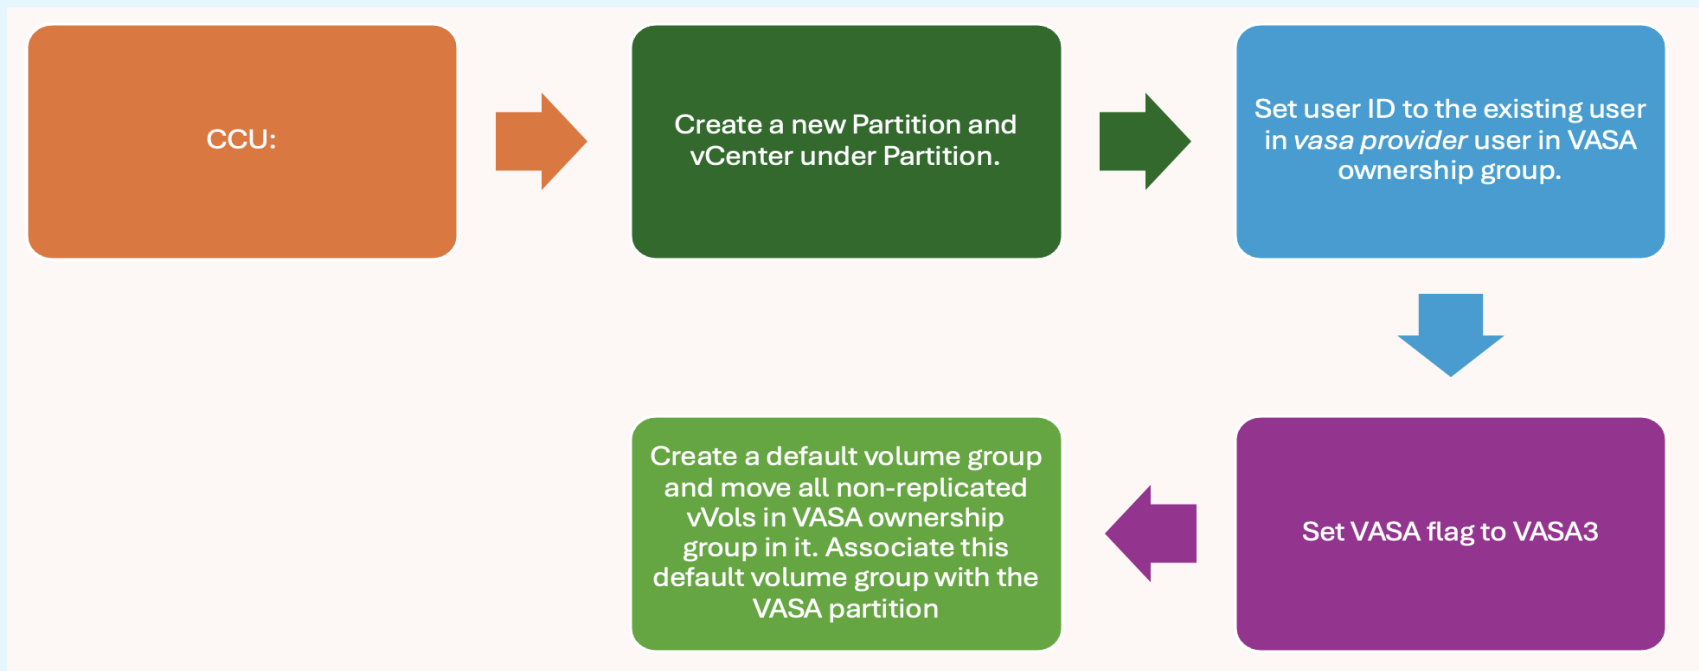 CCU:
Create a new Partition and
vCenter under Partition.
Set user ID to the existing user
in vasa provider user in VASA
ownership group.
Set VASA flag to VASA3
Create a default volume group
and move all non-replicated
vVols in VASA ownership
group in it. Associate this
default volume group with the
VASA partition